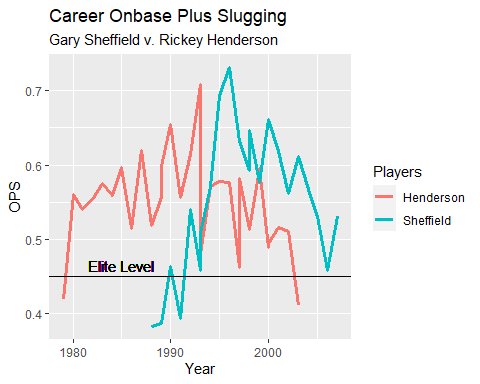 Career Onbase Plus Slugging
Gary Sheffield v. Rickey Henderson
0.7
0.6
0.5
0.4
OPS
Elite Level
1980 1990 2000
Year
Players
Henderson
Sheffield